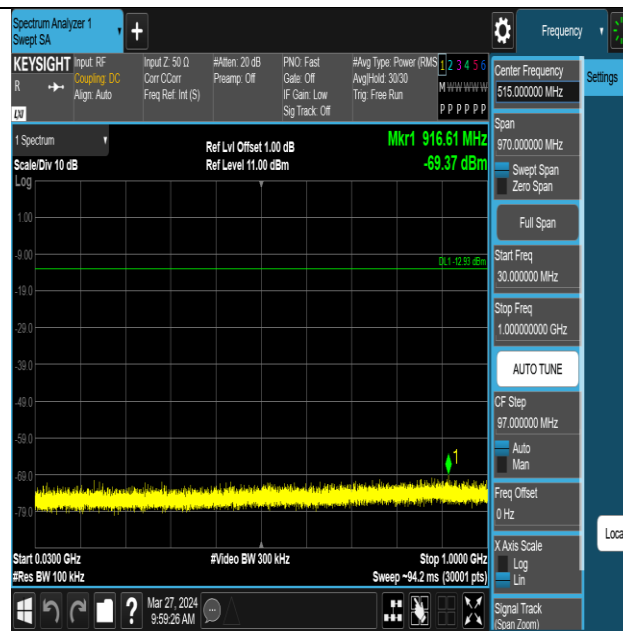 Spectrum Analyzer 1
Swept SA
+
Frequency
KEYSIGHT
R
LXI
Input: RF
Coupling: DC
Align: Auto
Input Z: 50 Ω
Corr CCorr
Freq Ref: Int (S)
#Atten: 20 dB
Preamp: Off
PNO: Fast
Gate: Off
IF Gain: Low
Sig Track: Off
#Avg Type: Power (RMS
Avg|Hold: 30/30
Trig: Free Run
1 2 3 4 5 6
M W W W W W
P P P P P P
1 Spectrum
Scale/Div 10 dB
Log
Ref Lvl Offset 1.00 dB
Ref Level 11.00 dBm
Mkr1 916.61 MHz
-69.37 dBm
1.00
-9.00
DL1 -12.93 dBm
-19.0
-29.0
-39.0
-49.0
-59.0
1
-69.0
-79.0
Start 0.0300 GHz
#Res BW 100 kHz
#Video BW 300 kHz
Stop 1.0000 GHz
Sweep ~94.2 ms (30001 pts)
?
Mar 27, 2024
9:59:26 AM
Center Frequency
515.000000 MHz
Settings
Span
970.000000 MHz
Swept Span
Zero Span
Full Span
Start Freq
30.000000 MHz
Stop Freq
1.000000000 GHz
AUTO TUNE
CF Step
97.000000 MHz
Auto
Man
Freq Offset
0 Hz
Loca
X Axis Scale
Log
Lin
Signal Track
(Span Zoom)